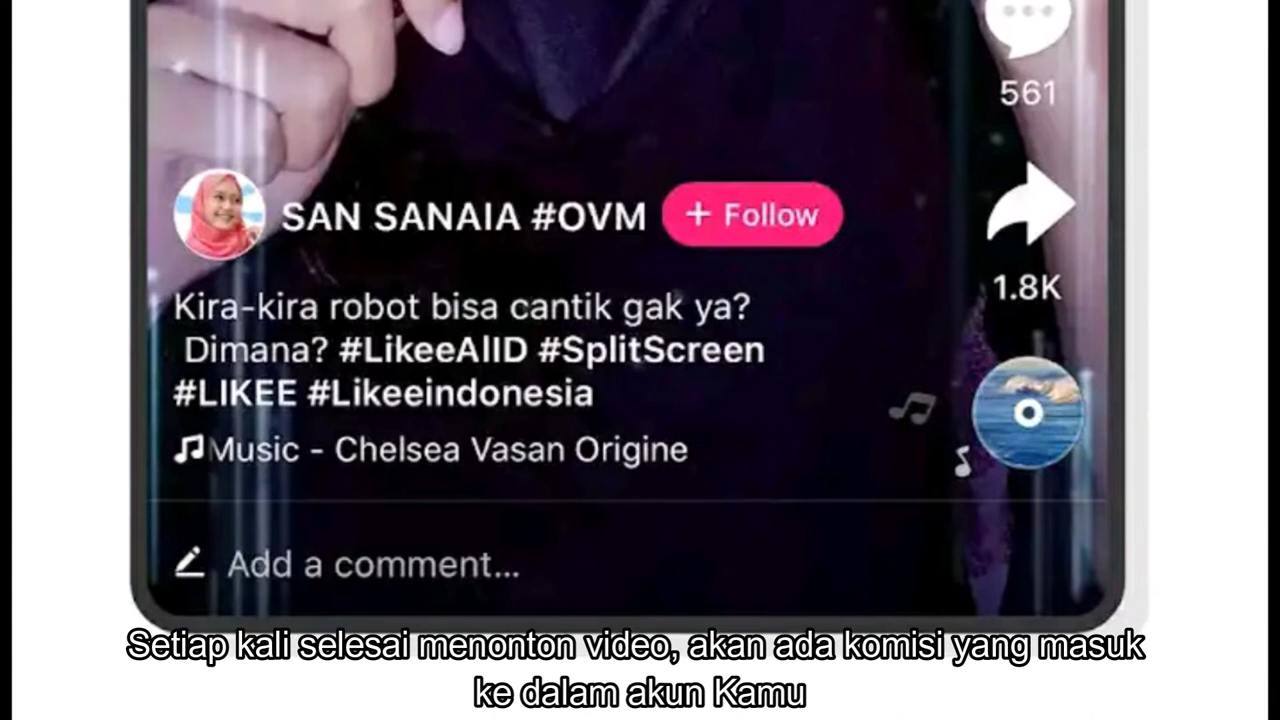 561
SAN SANAIA #OVM + Follow
1.8K
Kira-kira robot bisa cantik gak ya?
Dimana? #LikeeAIID #SplitScreen
#LIKEE #Likeeindonesia
Music - Chelsea Vasan Origine
Add a comment...
Setiap kali selesai menonton video, akan ada komisi yang masuk
ke dalam akun Kamu